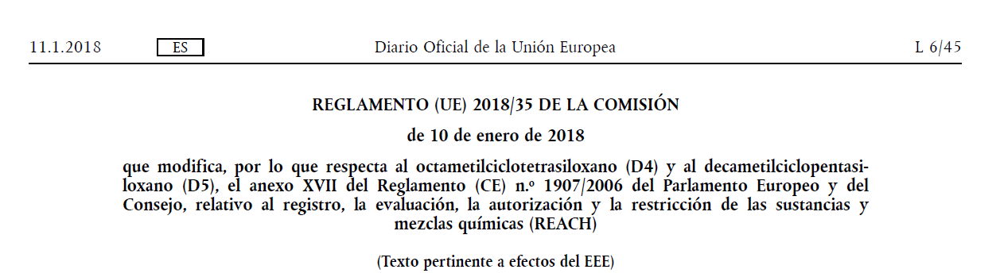 11.1.2018 ES Diario Oficial de la Unión Europea L 6/45
REGLAMENTO (UE) 2018/35 DE LA COMISIÓN
de 10 de enero de 2018
que modifica, por lo que respecta al octametilciclotetrasiloxano (D4) y al decametilciclopentasi-
loxano (D5), el anexo XVII del Reglamento (CE) n.º 1907/2006 del Parlamento Europeo y del
Consejo, relativo al registro, la evaluación, la autorización y la restricción de las sustancias y
mezclas químicas (REACH)
(Texto pertinente a efectos del EEE)